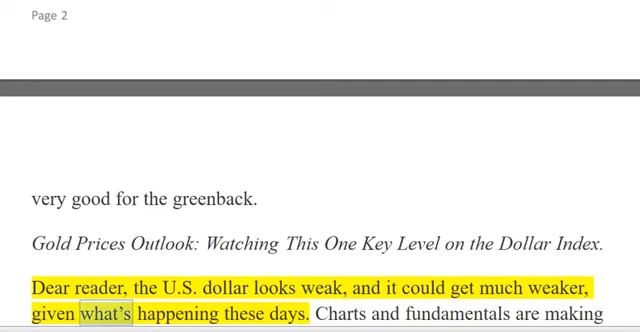 Page 2
very good for the greenback.
Gold Prices Outlook: Watching This One Key Level on the Dollar Index.
Dear reader, the U.S. dollar looks weak, and it could get much weaker,
given what's happening these days. Charts and fundamentals are making